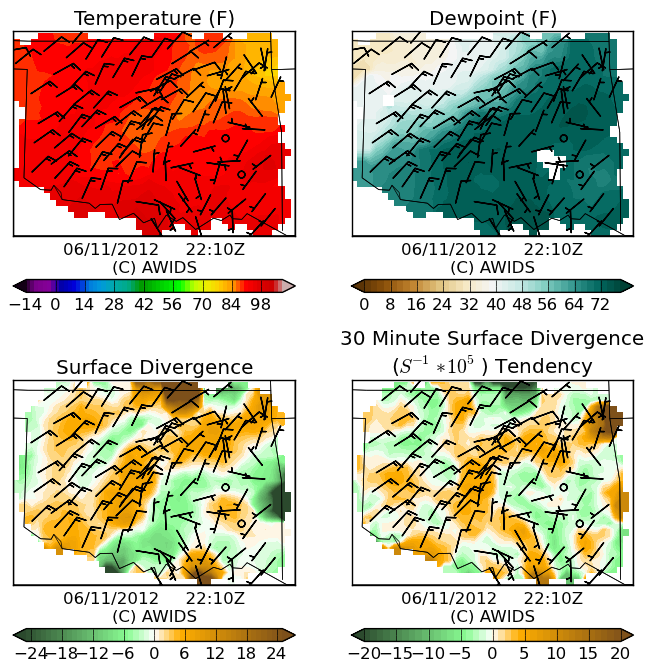 Temperature (F)
Dewpoint (F)
06/11/2012 22:10Z
(C) AWIDS
06/11/2012 22:10Z
(C) AWIDS
−14 0 14 28 42 56 70 84 98
0 8 16 24 32 40 48 56 64 72
Surface Divergence
30 Minute Surface Divergence
(S⁻¹ *10⁵ ) Tendency
06/11/2012 22:10Z
(C) AWIDS
06/11/2012 22:10Z
(C) AWIDS
−24 −18 −12 −6 0 6 12 18 24
−20 −15 −10 −5 0 5 10 15 20